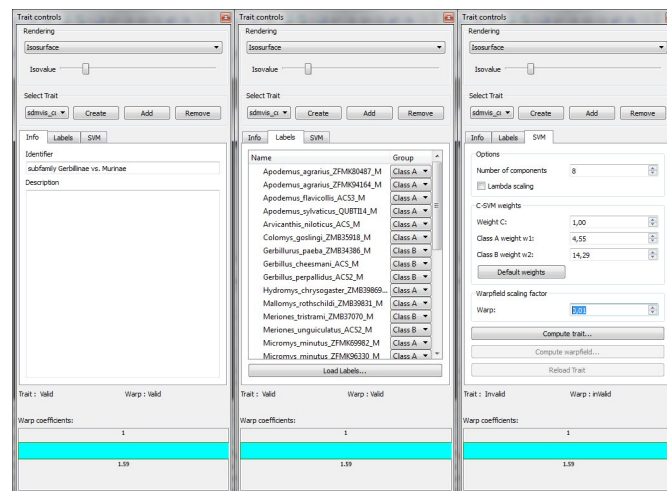 Trait controls
Rendering
Isosurface
Isovalue
Select Trait
Create Add Remove
Info Labels SVM
Identifier
subfamily Gerbillinae vs. Murinae
Description
Trait : Valid Warp : Valid
Warp coefficients:
1
1.59
Trait controls
Rendering
Isosurface
Isovalue
Select Trait
Create Add Remove
Info Labels SVM
Name Group
Apodemus_agrarius_ZFMK80487_M Class A
Apodemus_agrarius_ZFMK94164_M Class A
Apodemus_flavicollis_ACS3_M Class A
Apodemus_sylvaticus_QUBTI14_M Class A
Arvicanthis_niloticus_ACS_M Class A
Colomys_goslingi_ZMB35918_M Class A
Gerbillurus_paeba_ZMB34386_M Class B
Gerbillus_cheesmani_ACS_M Class B
Gerbillus_perpallidus_ACS2_M Class B
Hydromys_chrysogaster_ZMB39869... Class A
Mallomys_rothschildi_ZMB39831_M Class A
Meriones_tristrami_ZMB37070_M Class B
Meriones_unguiculatus_ACS2_M Class B
Micromys_minutus_ZFMK69982_M Class A
Micromys_minutus_ZFMK96330_M Class A
Load Labels...
Trait : Valid Warp : Valid
Warp coefficients:
1
1.59
Trait controls
Rendering
Isosurface
Isovalue
Select Trait
Create Add Remove
Info Labels SVM
Options
Number of components 8
Lambda scaling
C-SVM weights
Weight C: 1,00
Class A weight w1: 4,55
Class B weight w2: 14,29
Default weights
Warpfield scaling factor
Warp: 0,01
Compute trait...
Compute warpfield...
Reload Trait
Trait : Invalid Warp : inValid
Warp coefficients:
1
1.59